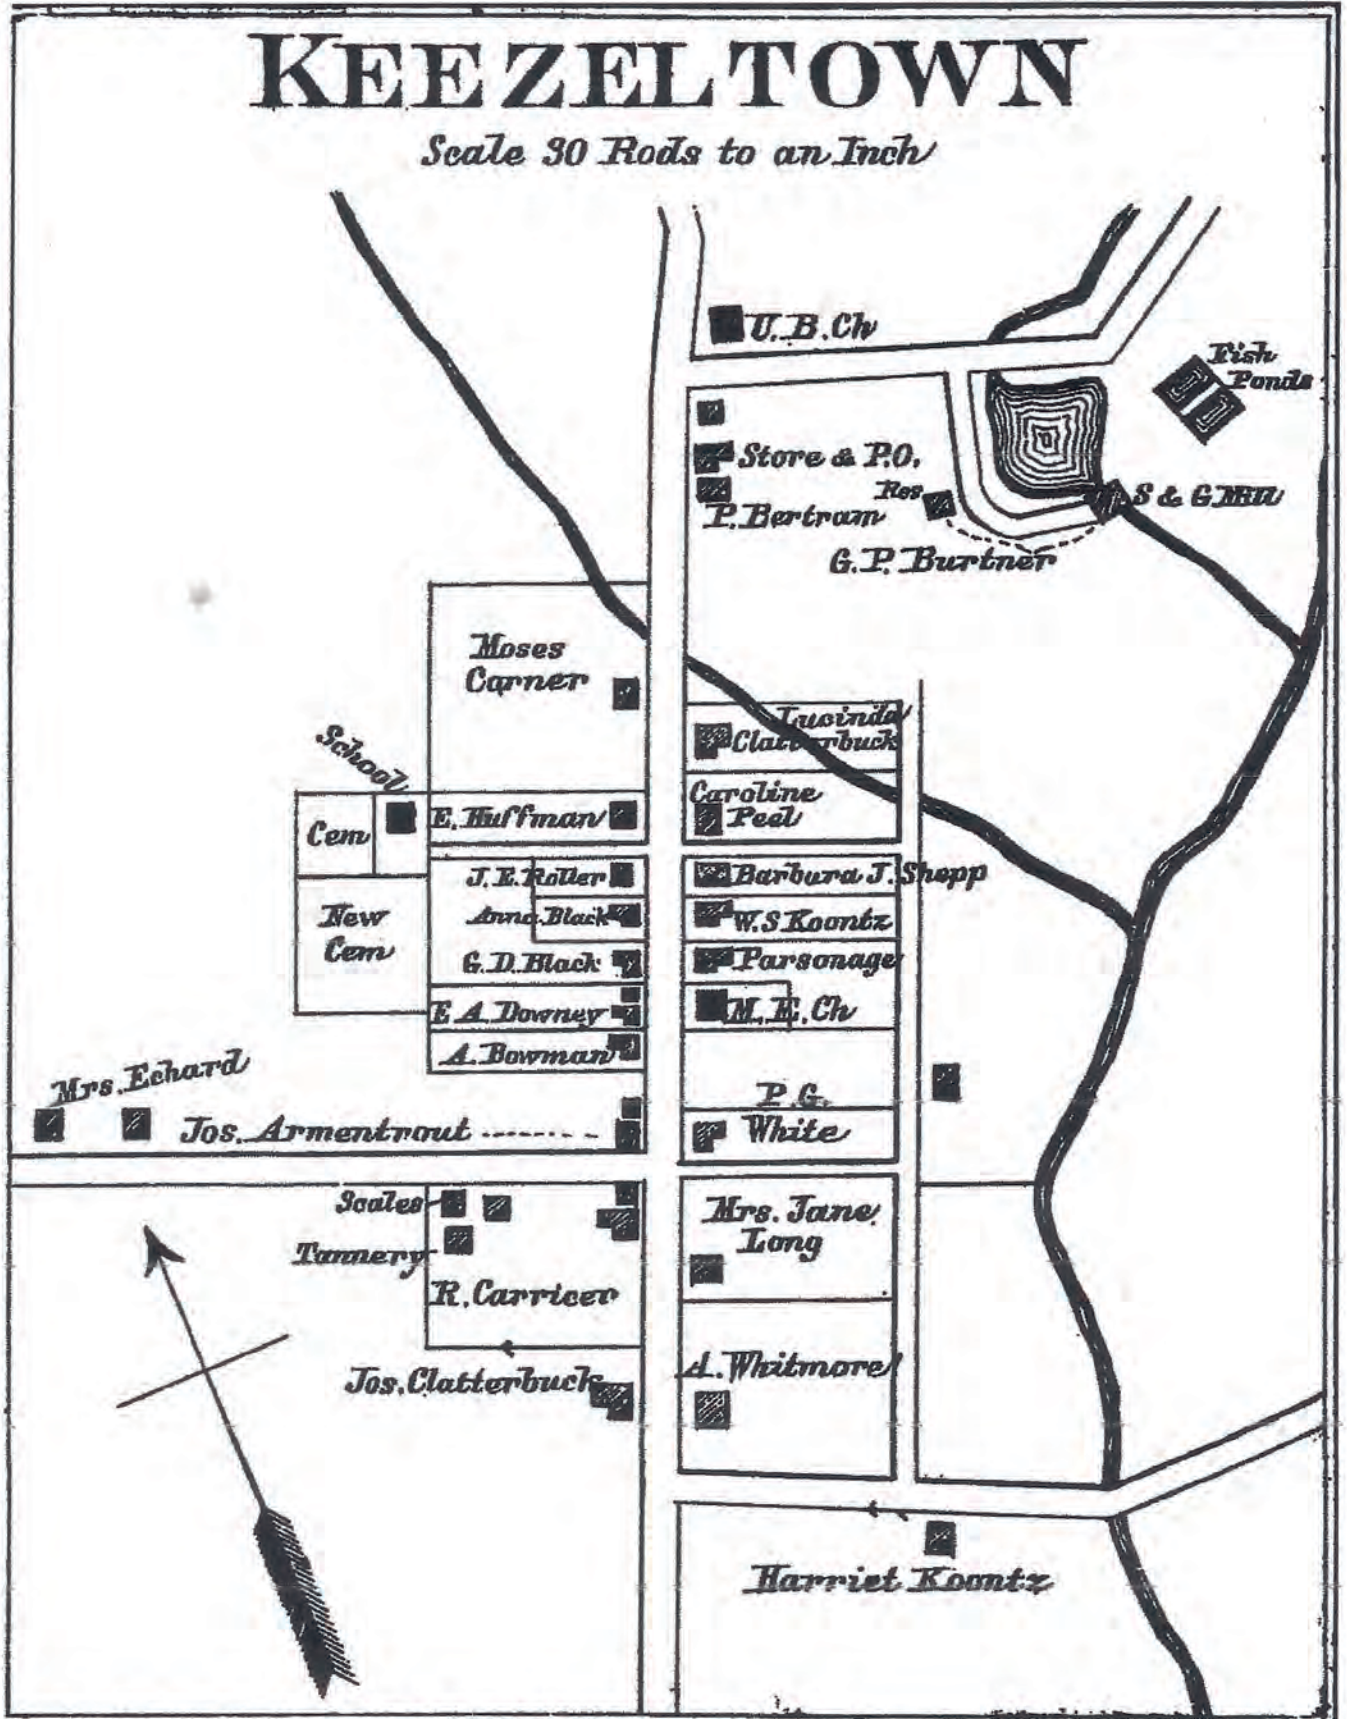 KEEZELTOWN
Scale 30 Rods to an Inch
U. B. Ch
Fish
Ponds
Store & P.O.
Res
S & G Mill
P. Bertram
G. P. Burtner
Moses
Carner
Lucinda
Clatterbuck
School
Caroline
Peel
Cem
E. Huffman
J. E. Roller
Barbara J. Shepp
New
Cem
Anna Black
W. S Koontz
G. D. Black
Parsonage
E A. Downey
M. E. Ch
A. Bowman
Mrs. Echard
P. G.
White
Jos. Armentrout
Scales
Tannery
R. Carricer
Mrs. Jane
Long
Jos. Clatterbuck
A. Whitmore
Harriet Koontz